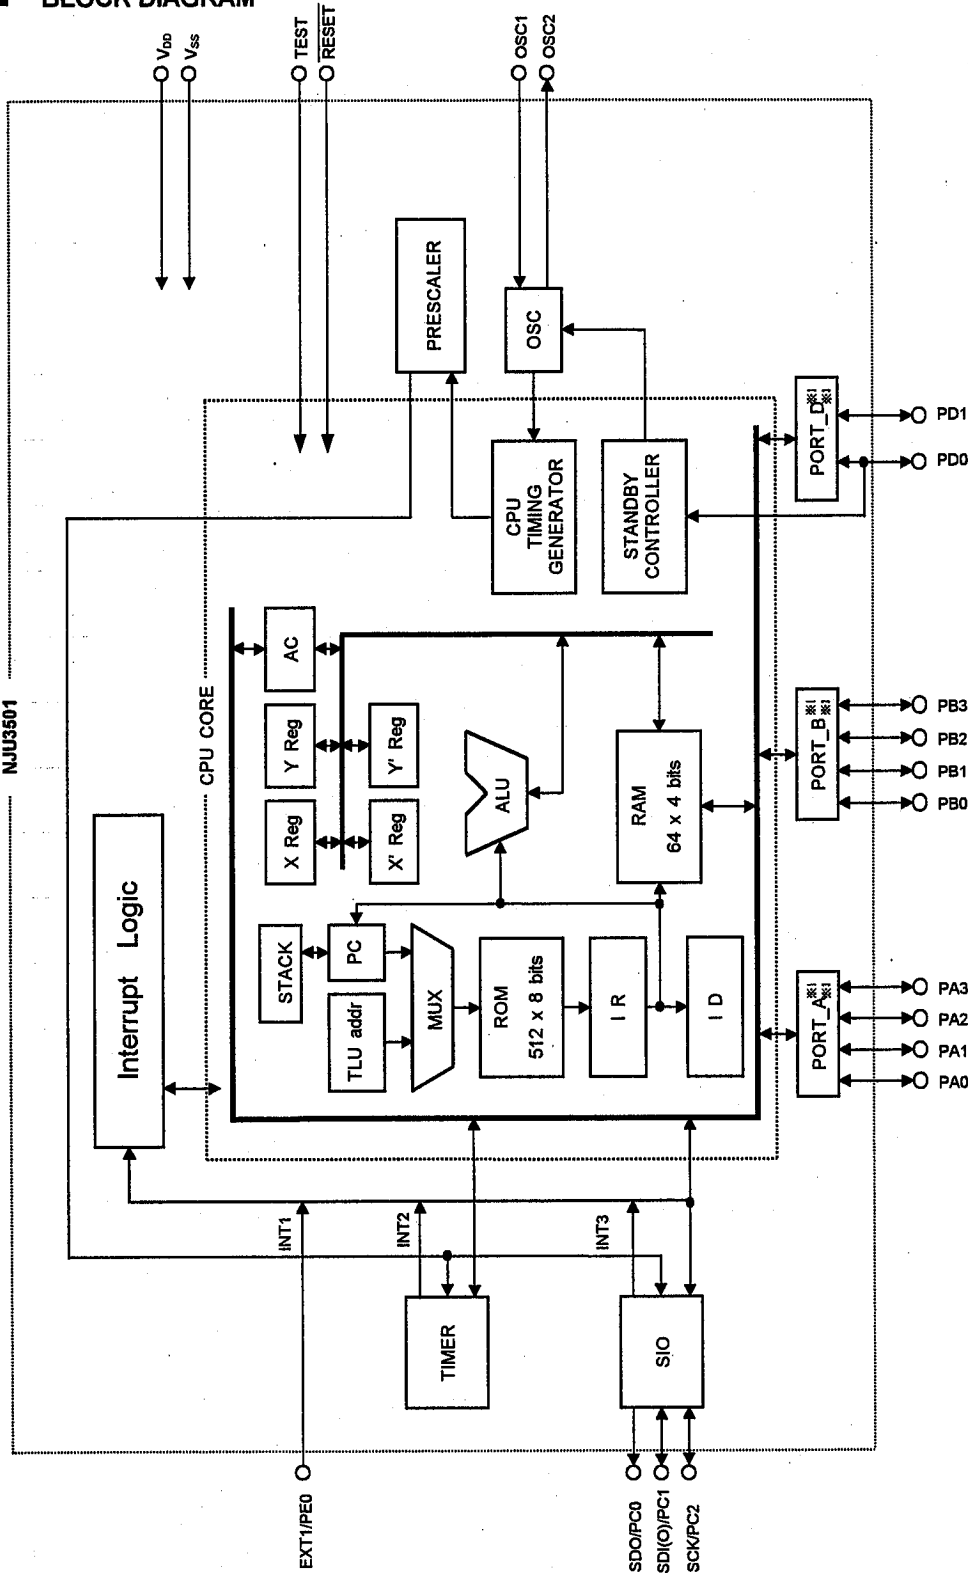 BLOCK DIAGRAM
VDD
VSS
TEST
RESET
OSC1
OSC2
NJU3501
PRESCALER
OSC
CPU CORE
CPU
TIMING
GENERATOR
STANDBY
CONTROLLER
PORT_D※1
PD1
PD0
Interrupt Logic
AC
Y Reg
Y' Reg
X Reg
X' Reg
ALU
RAM
64 x 4 bits
PORT_B※1
PB3
PB2
PB1
PB0
STACK
PC
TLU addr
MUX
ROM
512 x 8 bits
I R
I D
PORT_A※1
PA3
PA2
PA1
PA0
INT1
INT2
INT3
TIMER
SIO
EXT1/PE0
SDO/PC0
SDI(O)/PC1
SCK/PC2